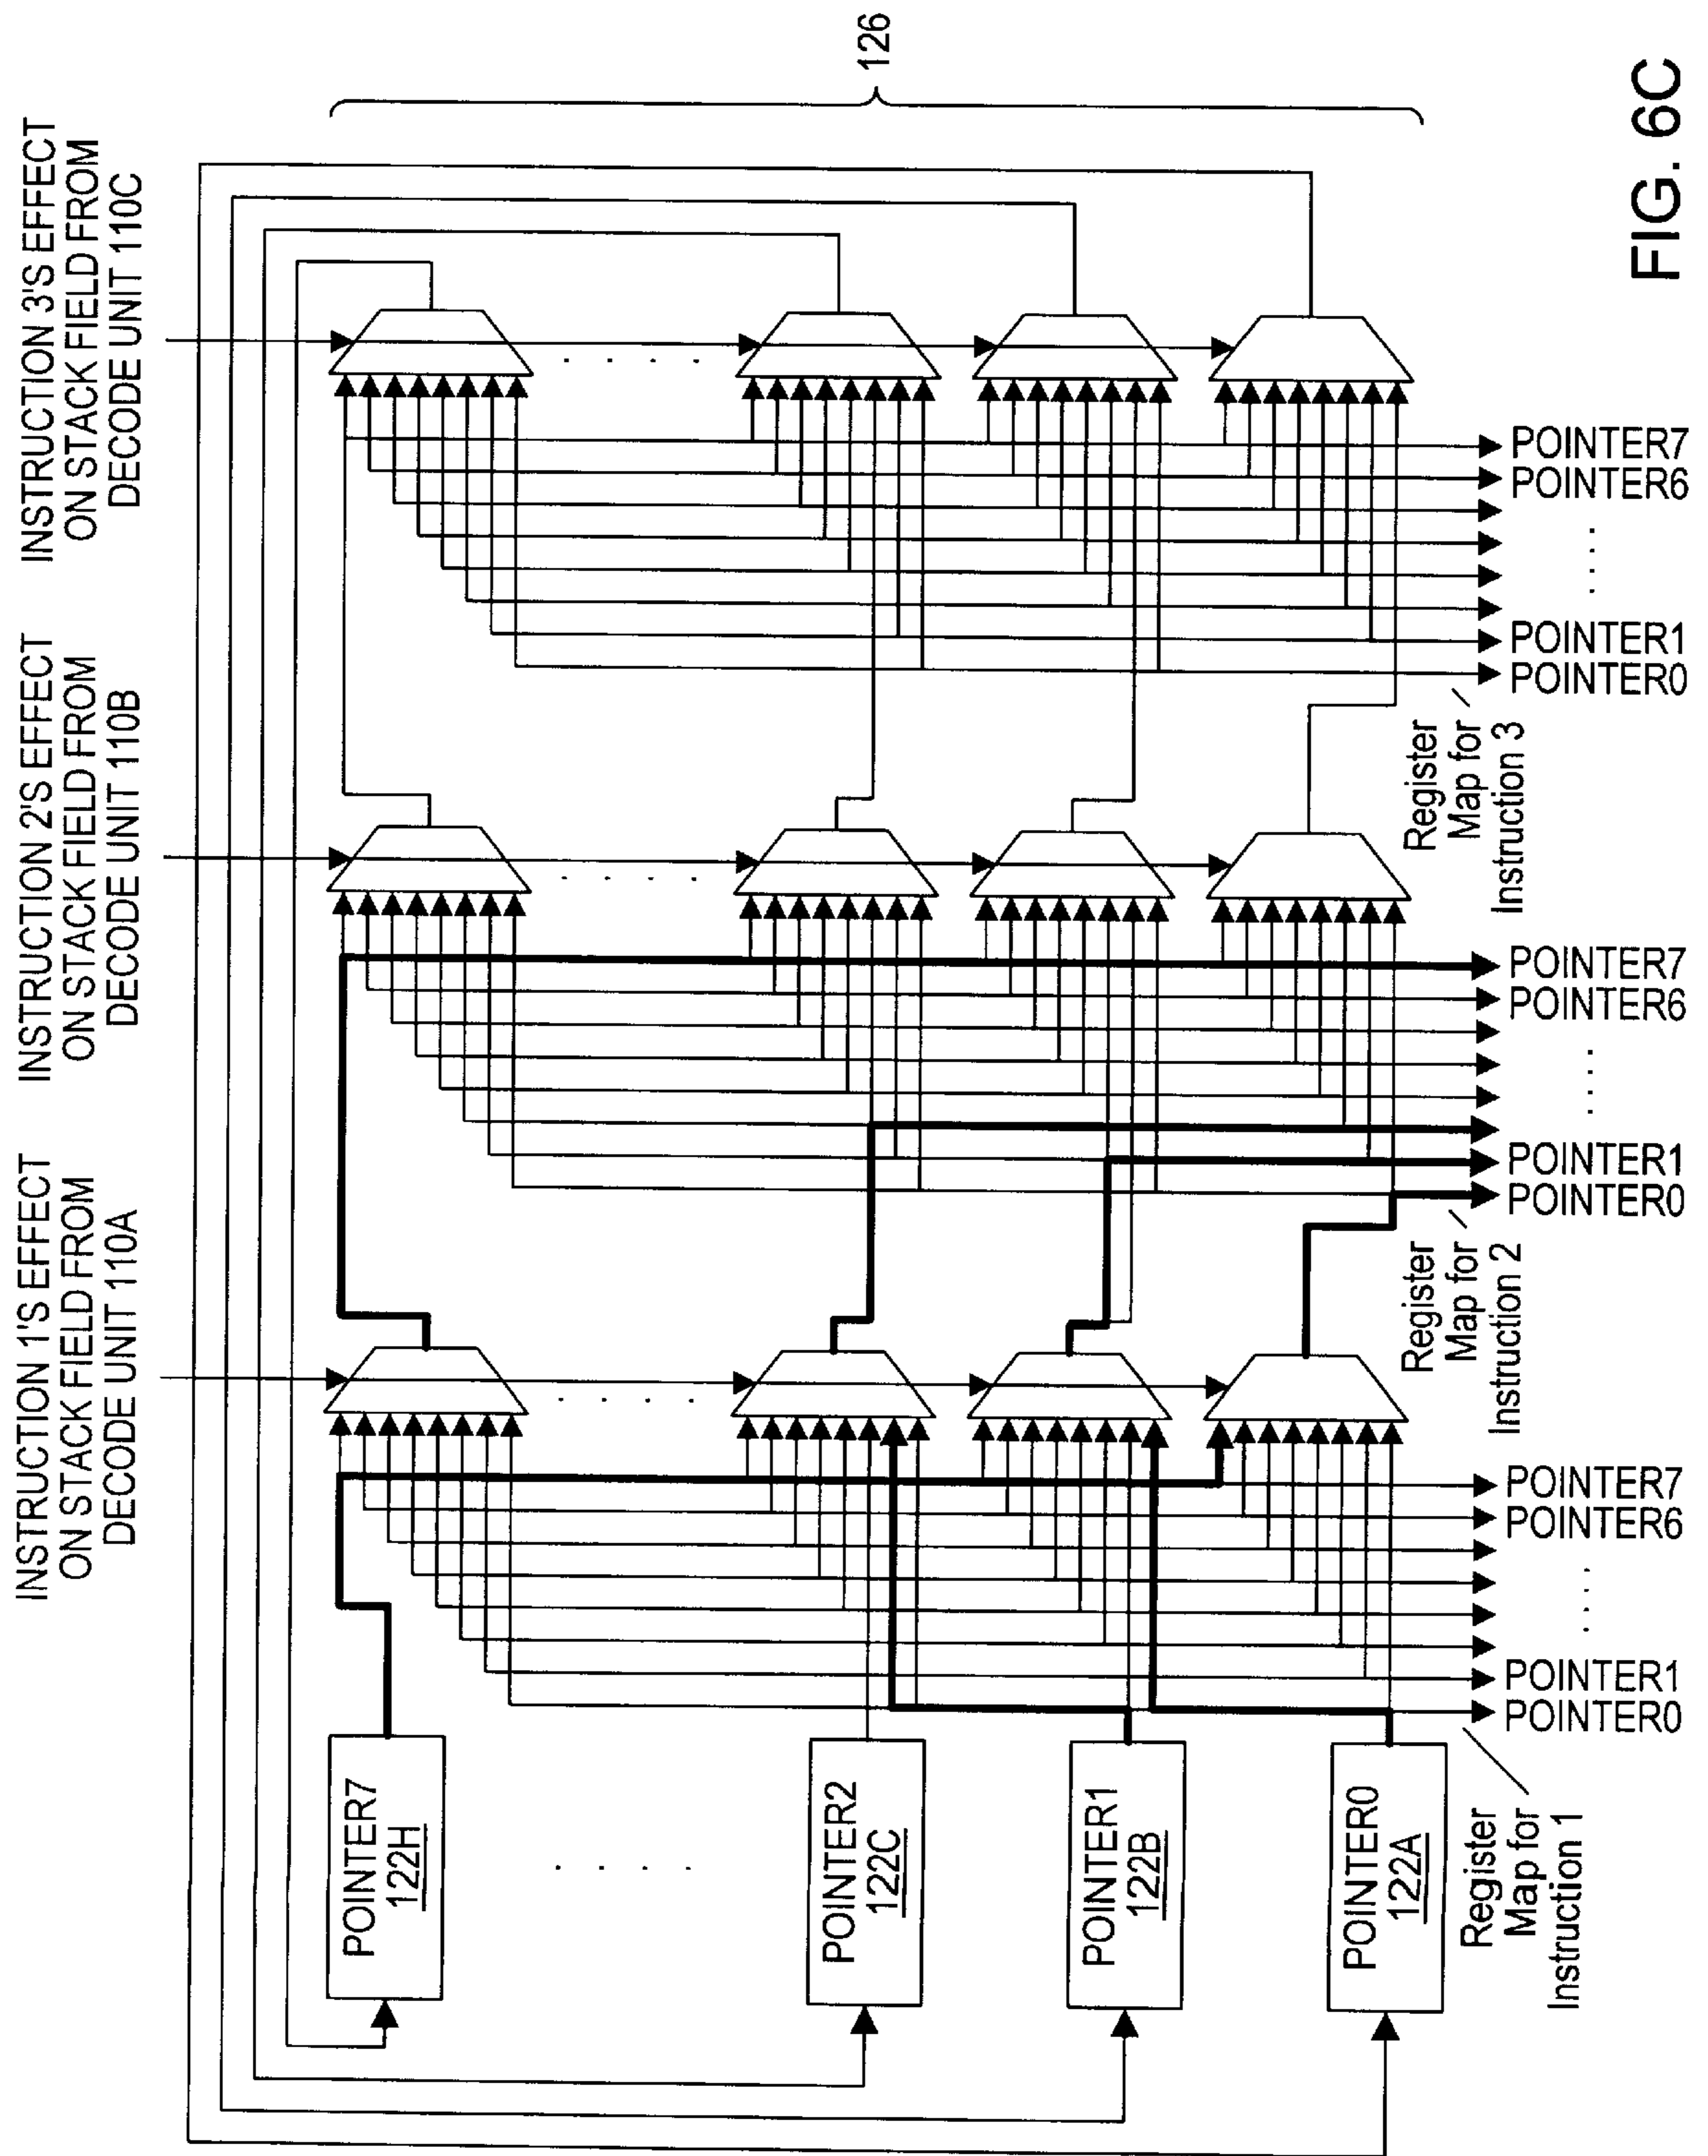 INSTRUCTION 1'S EFFECT
ON STACK FIELD FROM
DECODE UNIT 110A
INSTRUCTION 2'S EFFECT
ON STACK FIELD FROM
DECODE UNIT 110B
INSTRUCTION 3'S EFFECT
ON STACK FIELD FROM
DECODE UNIT 110C
POINTER7
122H
POINTER2
122C
POINTER1
122B
POINTER0
122A
126
Register
Map for
Instruction 1
POINTER0
POINTER1
POINTER6
POINTER7
Register
Map for
Instruction 2
POINTER0
POINTER1
POINTER6
POINTER7
Register
Map for
Instruction 3
POINTER0
POINTER1
POINTER6
POINTER7
FIG. 6C